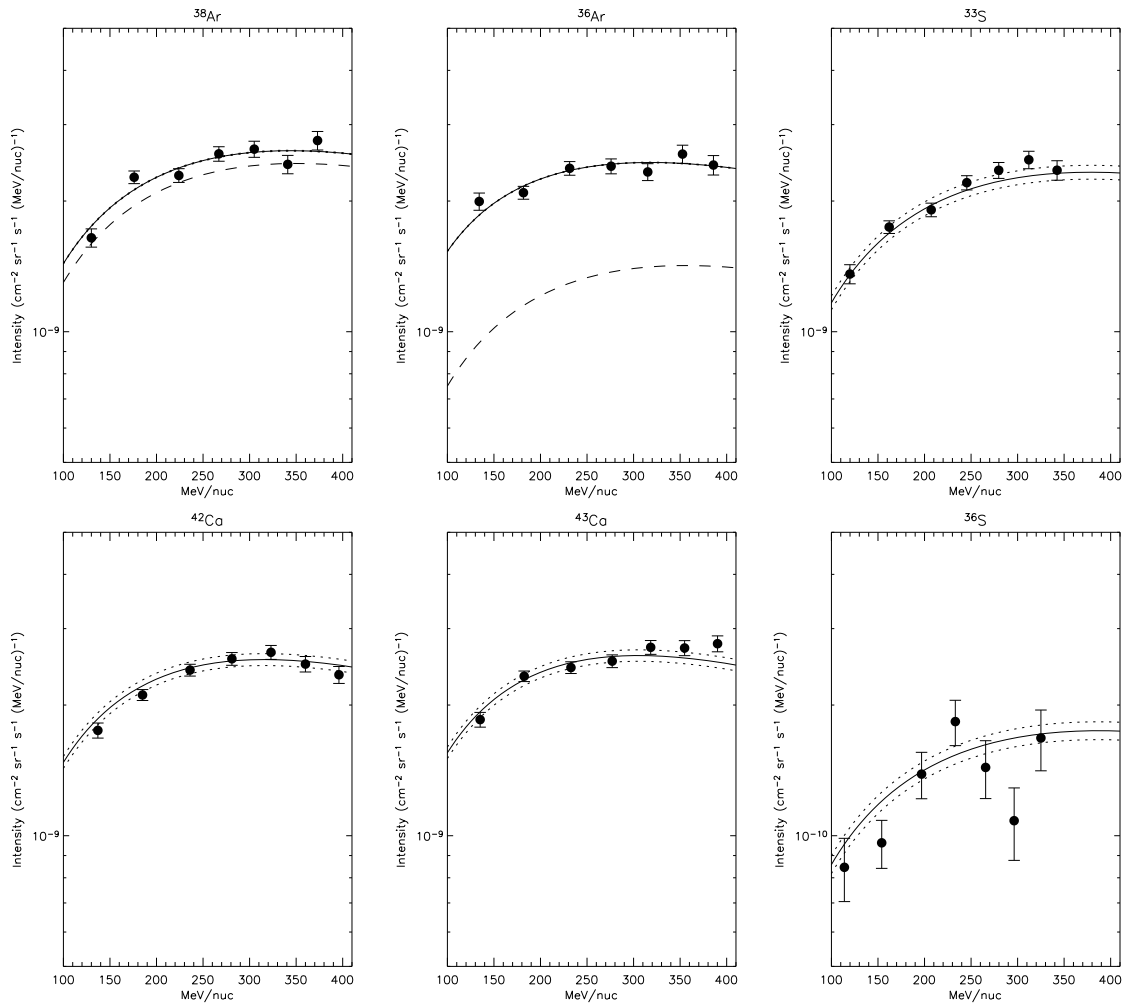 ³⁸Ar
Intensity (cm⁻² sr⁻¹ s⁻¹ (MeV/nuc)⁻¹)
10⁻⁹
100 150 200 250 300 350 400
MeV/nuc
³⁶Ar
Intensity (cm⁻² sr⁻¹ s⁻¹ (MeV/nuc)⁻¹)
10⁻⁹
100 150 200 250 300 350 400
MeV/nuc
³³S
Intensity (cm⁻² sr⁻¹ s⁻¹ (MeV/nuc)⁻¹)
10⁻⁹
100 150 200 250 300 350 400
MeV/nuc
⁴²Ca
Intensity (cm⁻² sr⁻¹ s⁻¹ (MeV/nuc)⁻¹)
10⁻⁹
100 150 200 250 300 350 400
MeV/nuc
⁴³Ca
Intensity (cm⁻² sr⁻¹ s⁻¹ (MeV/nuc)⁻¹)
10⁻⁹
100 150 200 250 300 350 400
MeV/nuc
³⁶S
Intensity (cm⁻² sr⁻¹ s⁻¹ (MeV/nuc)⁻¹)
10⁻¹⁰
100 150 200 250 300 350 400
MeV/nuc